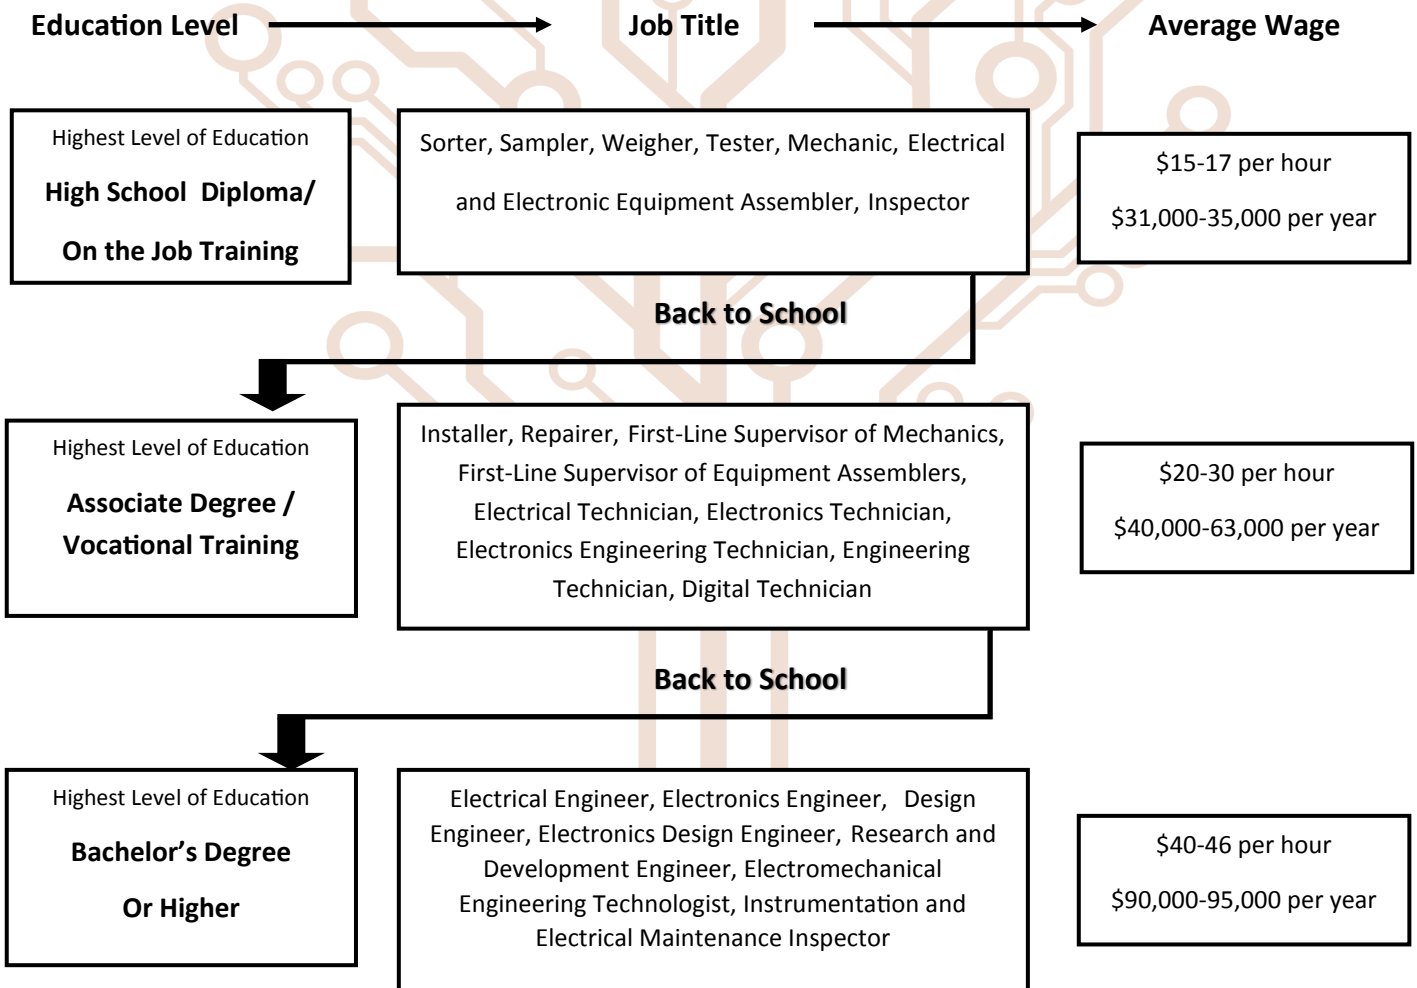 Education Level
Job Title
Average Wage
Highest Level of Education
High School Diploma/
On the Job Training
Sorter, Sampler, Weigher, Tester, Mechanic, Electrical
and Electronic Equipment Assembler, Inspector
$15-17 per hour
$31,000-35,000 per year
Back to School
Highest Level of Education
Associate Degree /
Vocational Training
Installer, Repairer, First-Line Supervisor of Mechanics,
First-Line Supervisor of Equipment Assemblers,
Electrical Technician, Electronics Technician,
Electronics Engineering Technician, Engineering
Technician, Digital Technician
$20-30 per hour
$40,000-63,000 per year
Back to School
Highest Level of Education
Bachelor’s Degree
Or Higher
Electrical Engineer, Electronics Engineer, Design
Engineer, Electronics Design Engineer, Research and
Development Engineer, Electromechanical
Engineering Technologist, Instrumentation and
Electrical Maintenance Inspector
$40-46 per hour
$90,000-95,000 per year